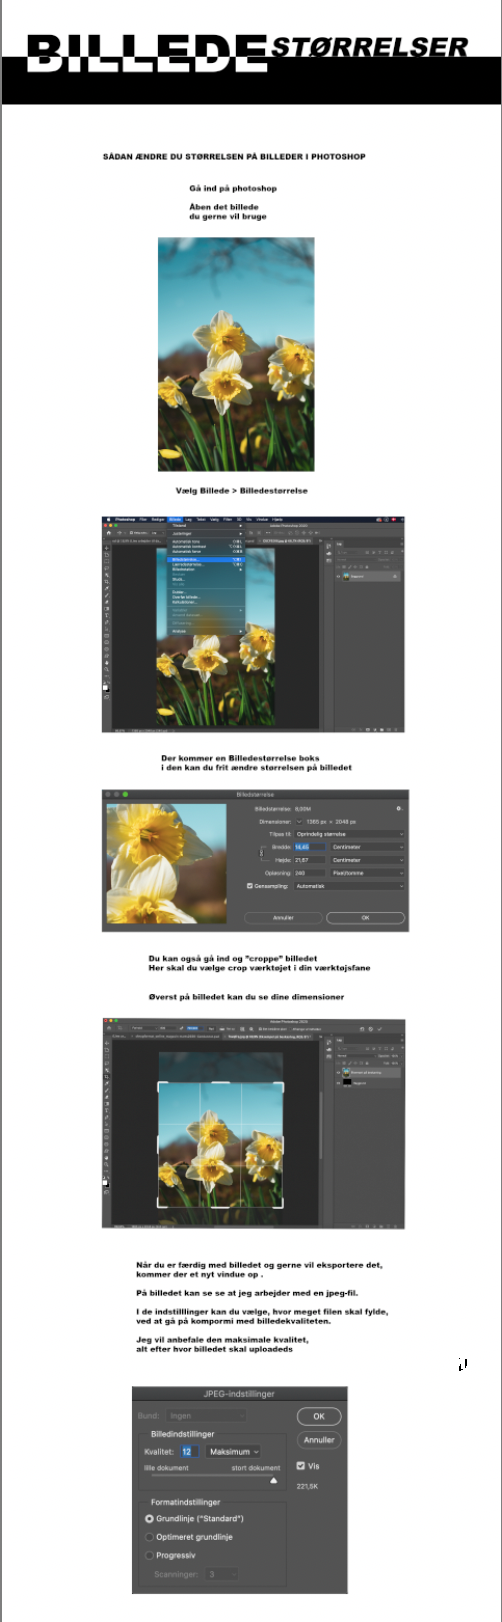 BILLEDESTØRRELSER
SÅDAN ÆNDRE DU STØRRELSEN PÅ BILLEDER I PHOTOSHOP
Gå ind på photoshop
Åben det billede
du gerne vil bruge
Vælg Billede > Billedestørrelse
Der kommer en Billedestørrelse boks
i den kan du frit ændre størrelsen på billedet
Billedstørrelse
Billedstørrelse: 8,00M
Dimensioner: 1365 px × 2048 px
Tilpas til: Oprindelig størrelse
Bredde: 14,45 Centimeter
Højde: 21,67 Centimeter
Opløsning: 240 Pixel/tomme
Gensampling: Automatisk
Annuller OK
Du kan også gå ind og "croppe" billedet
Her skal du vælge crop værktøjet i din værktøjsfane
Øverst på billedet kan du se dine dimensioner
Når du er færdig med billedet og gerne vil eksportere det,
kommer der et nyt vindue op .
På billedet kan se se at jeg arbejder med en jpeg-fil.
I de indstilllinger kan du vælge, hvor meget filen skal fylde,
ved at gå på kompormi med billedekvaliteten.
Jeg vil anbefale den maksimale kvalitet,
alt efter hvor billedet skal uploadeds
JPEG-indstillinger
Bund: Ingen
OK
Annuller
Billedindstillinger
Kvalitet: 12 Maksimum
Vis
lille dokument stort dokument
221,5K
Formatindstillinger
Grundlinje ("Standard")
Optimeret grundlinje
Progressiv
Scanninger: 3